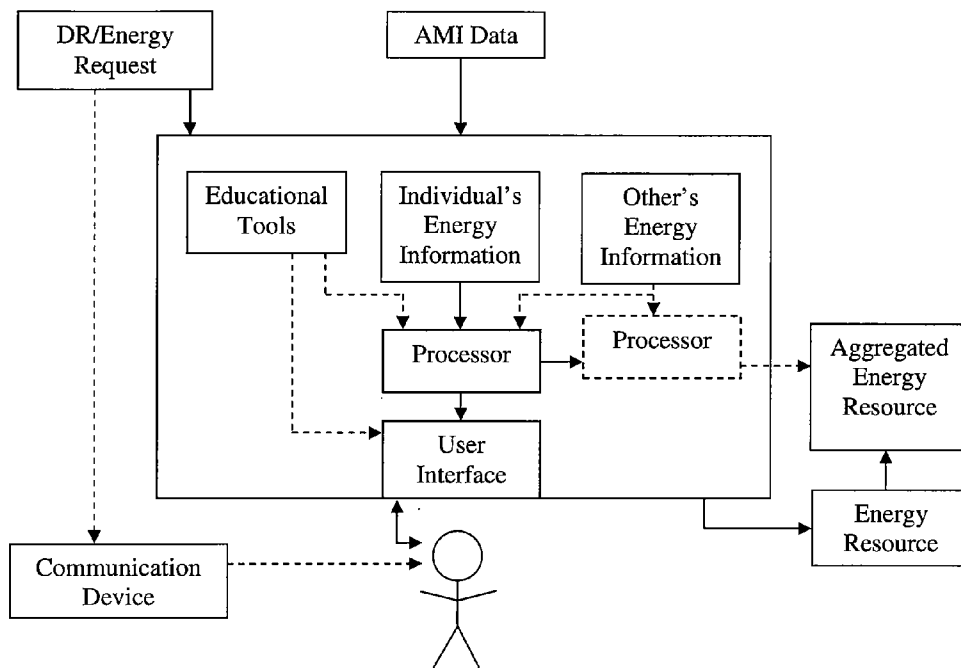 DR/Energy
Request
AMI Data
Educational
Tools
Individual's
Energy
Information
Other's
Energy
Information
Processor
Processor
Aggregated
Energy
Resource
User
Interface
Energy
Resource
Communication
Device